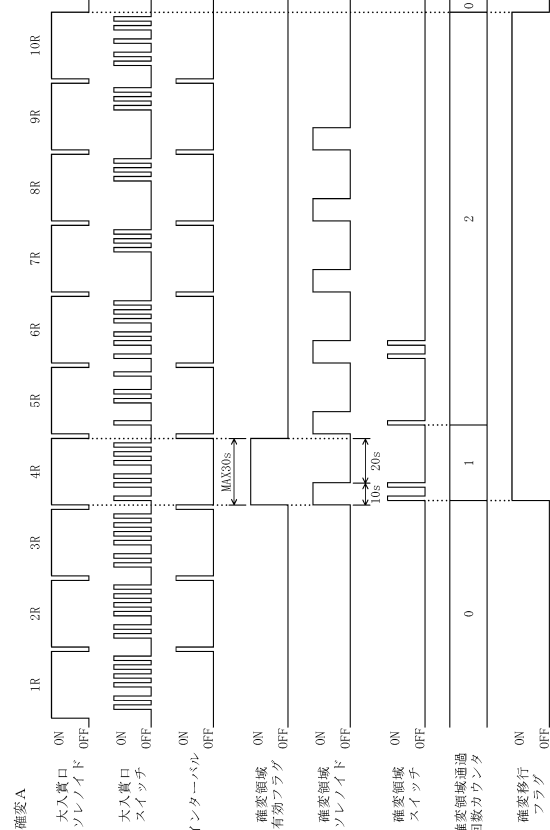 確変A
1R 2R 3R 4R 5R 6R 7R 8R 9R 10R
大入賞口
ソレノイド
ON
OFF
大入賞口
スイッチ
ON
OFF
インターバル
確変領域
有効フラグ
ON
OFF
MAX30s
確変領域
ソレノイド
ON
OFF
10s
20s
確変領域
スイッチ
ON
OFF
確変領域通過
回数カウンタ
0
1
2
0
確変移行
フラグ
ON
OFF